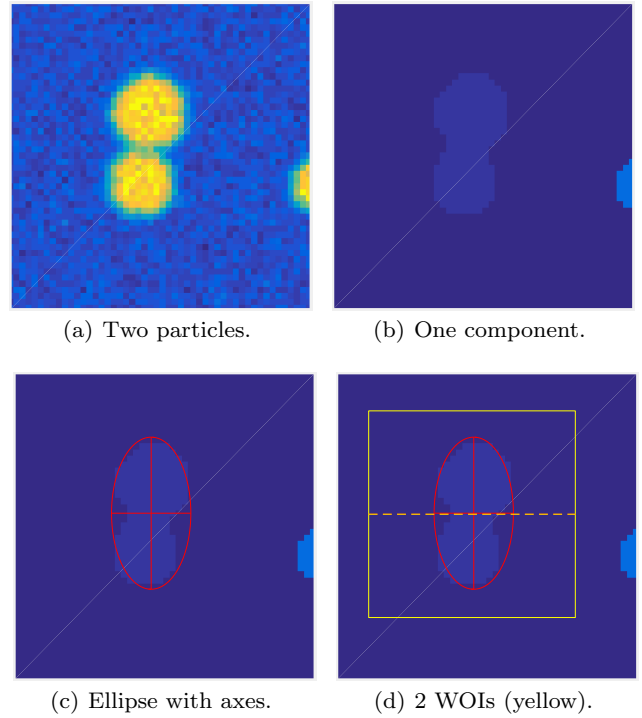 (a) Two particles.
(b) One component.
(c) Ellipse with axes.
(d) 2 WOIs (yellow).